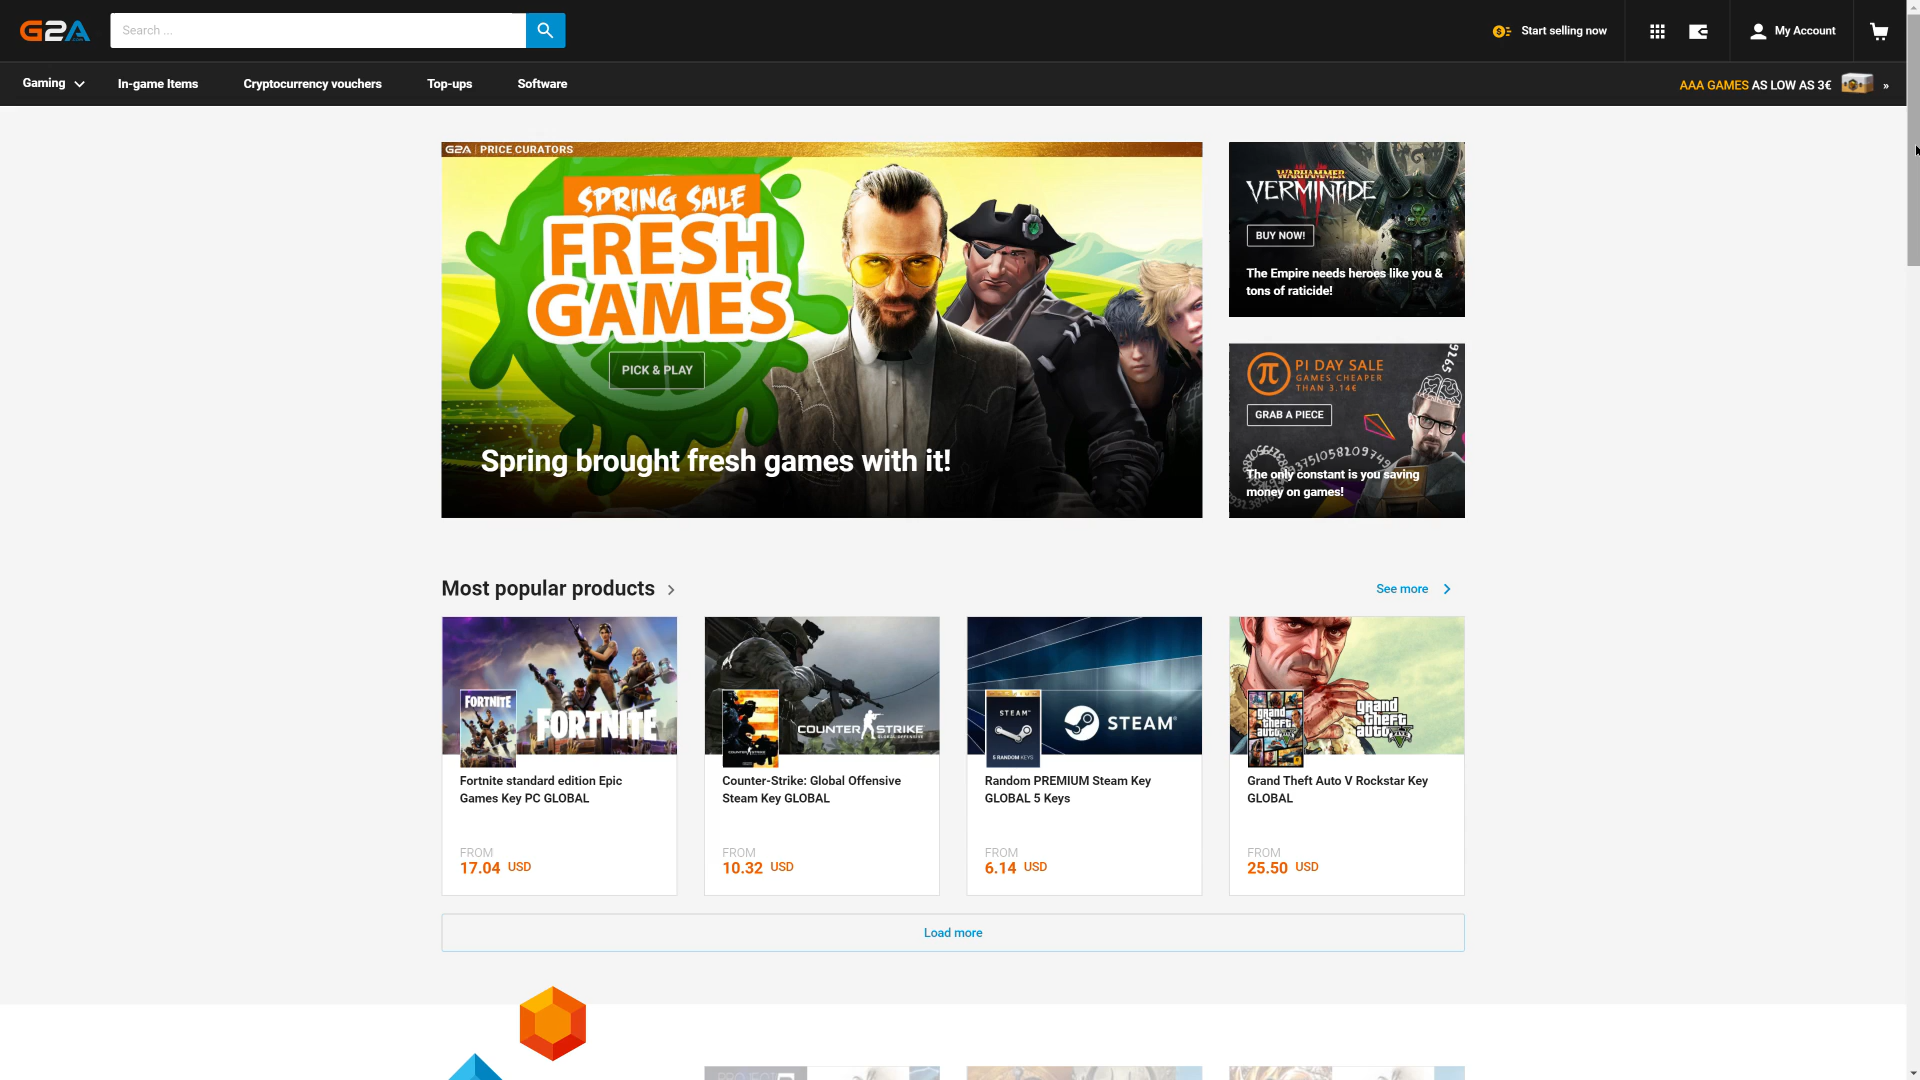 G2A
Search ...
Start selling now
My Account
Gaming
In-game Items
Cryptocurrency vouchers
Top-ups
Software
AAA GAMES AS LOW AS 3€ »
G2A | PRICE CURATORS
SPRING SALE
FRESH
GAMES
PICK & PLAY
Spring brought fresh games with it!
WARHAMMER
VERMINTIDE
BUY NOW!
The Empire needs heroes like you &
tons of raticide!
π PI DAY SALE
GAMES CHEAPER
THAN 3.14€
GRAB A PIECE
The only constant is you saving
money on games!
Most popular products
See more
FORTNITE
FORTNITE
Fortnite standard edition Epic
Games Key PC GLOBAL
FROM
17.04 USD
COUNTER STRIKE
GLOBAL OFFENSIVE
Counter-Strike: Global Offensive
Steam Key GLOBAL
FROM
10.32 USD
STEAM
5 RANDOM KEYS
STEAM
Random PREMIUM Steam Key
GLOBAL 5 Keys
FROM
6.14 USD
grand
theft
auto
grand
theft
auto V
Grand Theft Auto V Rockstar Key
GLOBAL
FROM
25.50 USD
Load more